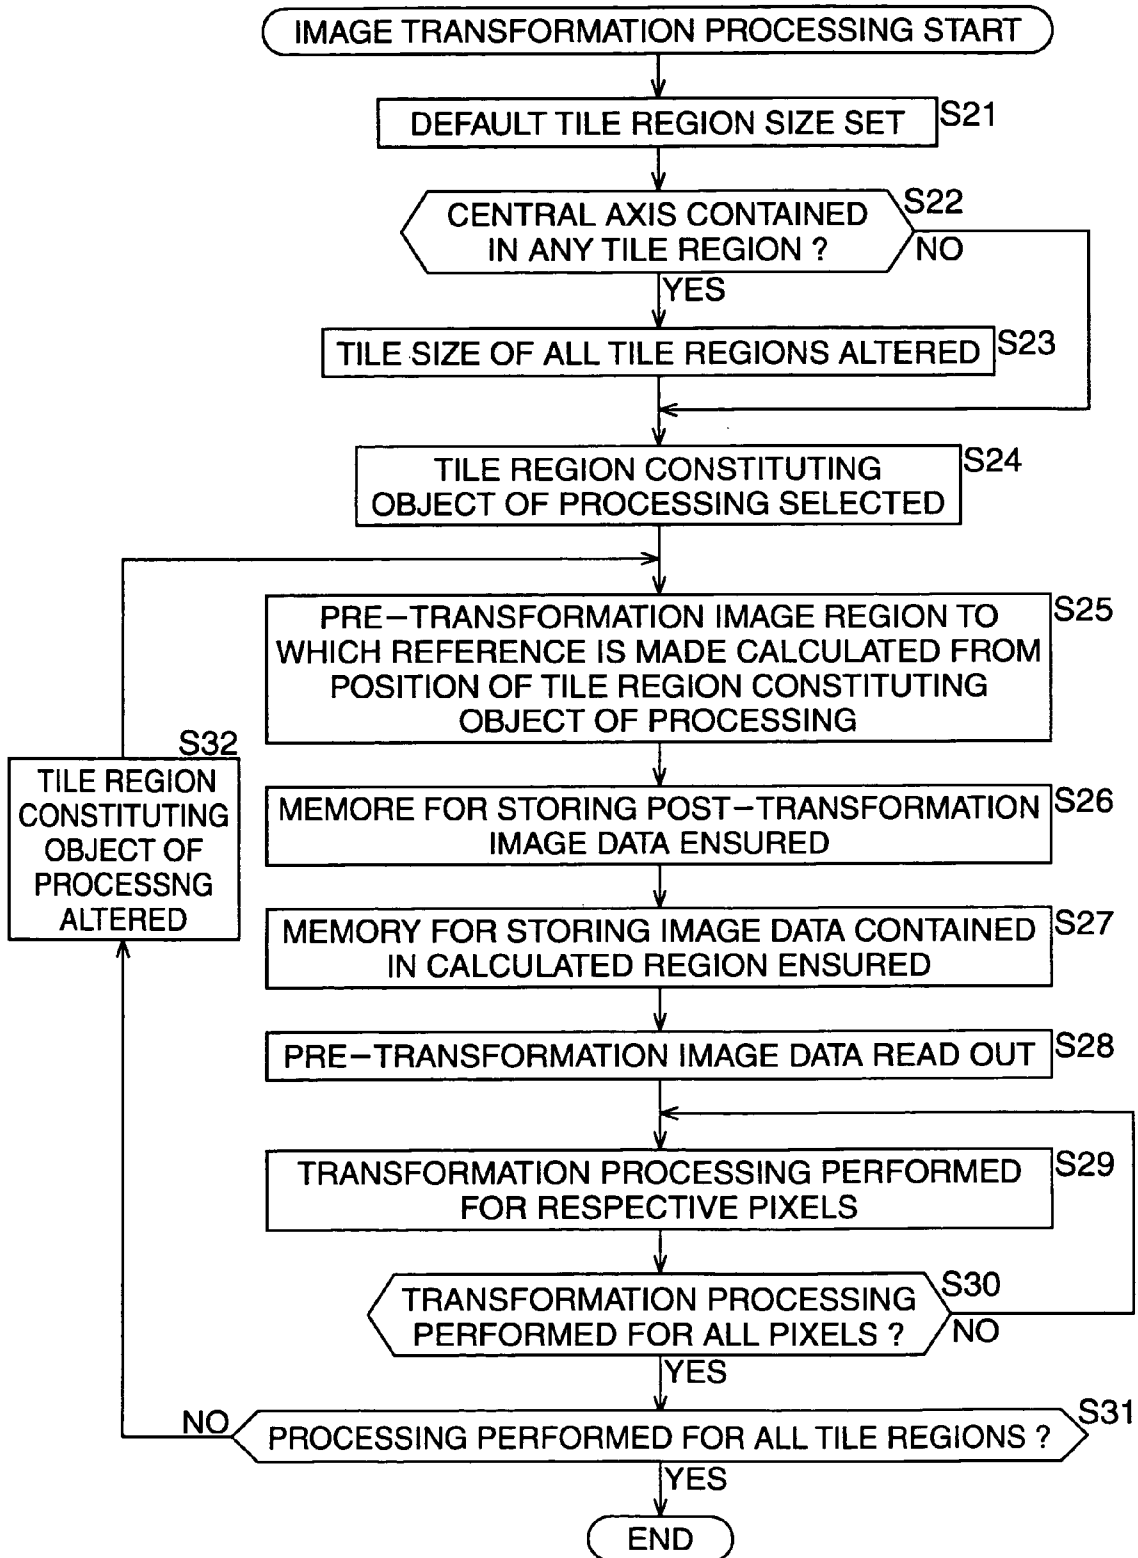 IMAGE TRANSFORMATION PROCESSING START
DEFAULT TILE REGION SIZE SET
S21
CENTRAL AXIS CONTAINED
IN ANY TILE REGION ?
S22
NO
YES
TILE SIZE OF ALL TILE REGIONS ALTERED
S23
TILE REGION CONSTITUTING
OBJECT OF PROCESSING SELECTED
S24
PRE-TRANSFORMATION IMAGE REGION TO
WHICH REFERENCE IS MADE CALCULATED FROM
POSITION OF TILE REGION CONSTITUTING
OBJECT OF PROCESSING
S25
S32
TILE REGION
CONSTITUTING
OBJECT OF
PROCESSNG
ALTERED
MEMORE FOR STORING POST-TRANSFORMATION
IMAGE DATA ENSURED
S26
MEMORY FOR STORING IMAGE DATA CONTAINED
IN CALCULATED REGION ENSURED
S27
PRE-TRANSFORMATION IMAGE DATA READ OUT
S28
TRANSFORMATION PROCESSING PERFORMED
FOR RESPECTIVE PIXELS
S29
TRANSFORMATION PROCESSING
PERFORMED FOR ALL PIXELS ?
S30
NO
YES
NO
PROCESSING PERFORMED FOR ALL TILE REGIONS ?
S31
YES
END